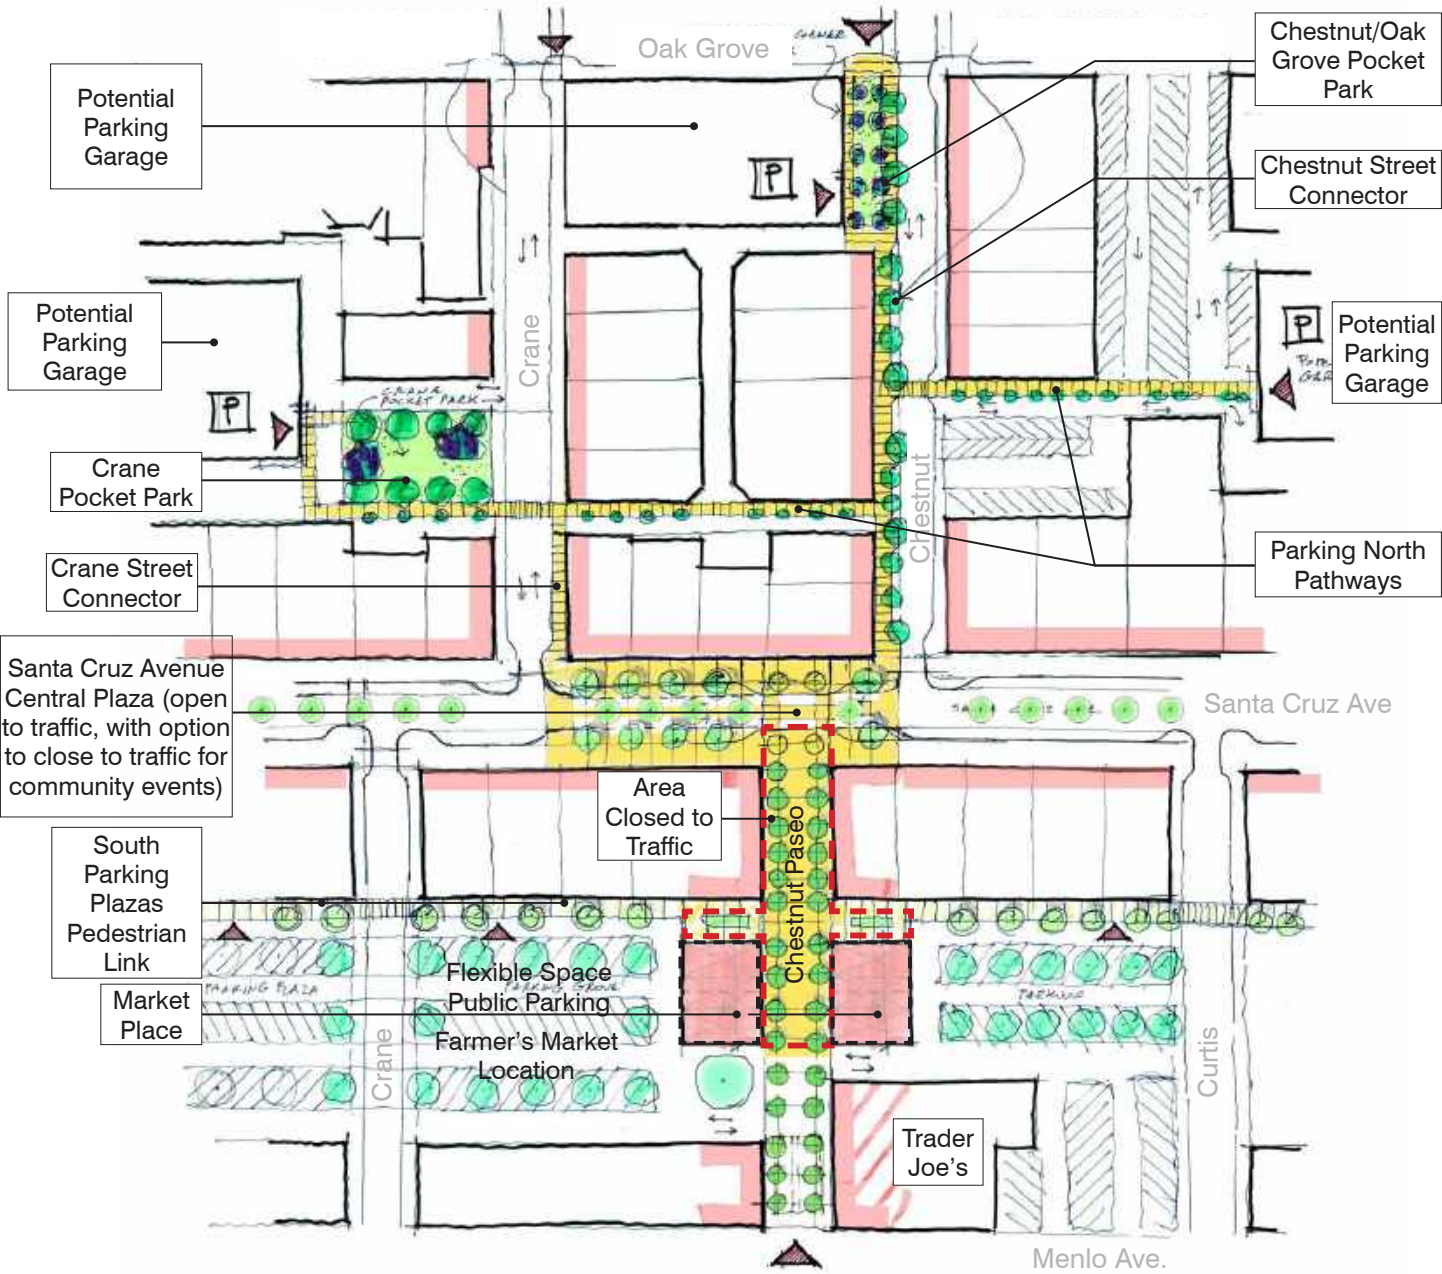 Oak Grove
Chestnut/Oak
Grove Pocket
Park
Potential
Parking
Garage
P
Chestnut Street
Connector
Potential
Parking
Garage
P
Potential
Parking
Garage
Crane
POCKET PARK
P
Crane
Pocket Park
Chestnut
Crane Street
Connector
Parking North
Pathways
Santa Cruz Avenue
Central Plaza (open
to traffic, with option
to close to traffic for
community events)
Santa Cruz Ave
Area
Closed to
Traffic
Chestnut Paseo
South
Parking
Plazas
Pedestrian
Link
PARKING PLAZA
Flexible Space
PARKING GROVE
Public Parking
PARKING
Market
Place
Farmer's Market
Location
Crane
Curtis
Trader
Joe's
Menlo Ave.